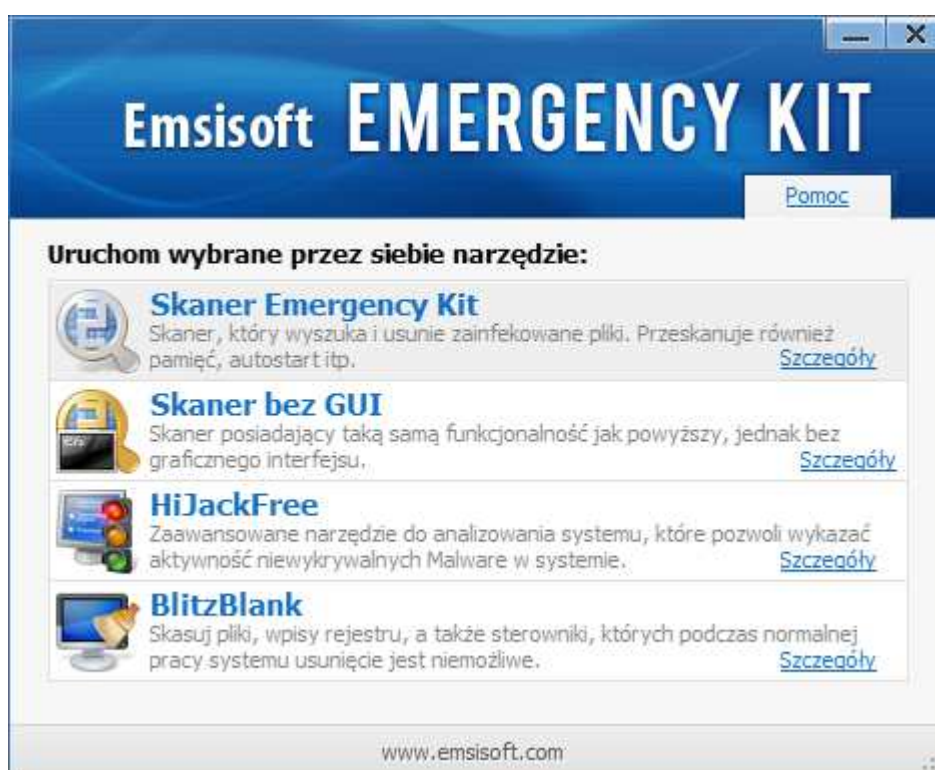 Emsisoft EMERGENCY KIT
Pomoc
Uruchom wybrane przez siebie narzędzie:
Skaner Emergency Kit
Skaner, który wyszuka i usunie zainfekowane pliki. Przeskanuje również
pamięć, autostart itp.
Szczegóły
Skaner bez GUI
Skaner posiadający taką samą funkcjonalność jak powyższy, jednak bez
graficznego interfejsu.
Szczegóły
HiJackFree
Zaawansowane narzędzie do analizowania systemu, które pozwoli wykazać
aktywność niewykrywalnych Malware w systemie.
Szczegóły
BlitzBlank
Skasuj pliki, wpisy rejestru, a także sterowniki, których podczas normalnej
pracy systemu usunięcie jest niemożliwe.
Szczegóły
www.emsisoft.com